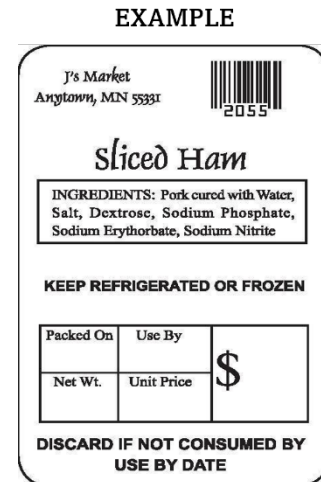 EXAMPLE
J's Market
Anytown, MN 55331
2055
Sliced Ham
INGREDIENTS: Pork cured with Water,
Salt, Dextrose, Sodium Phosphate,
Sodium Erythorbate, Sodium Nitrite
KEEP REFRIGERATED OR FROZEN
Packed On Use By
$
Net Wt. Unit Price
DISCARD IF NOT CONSUMED BY
USE BY DATE